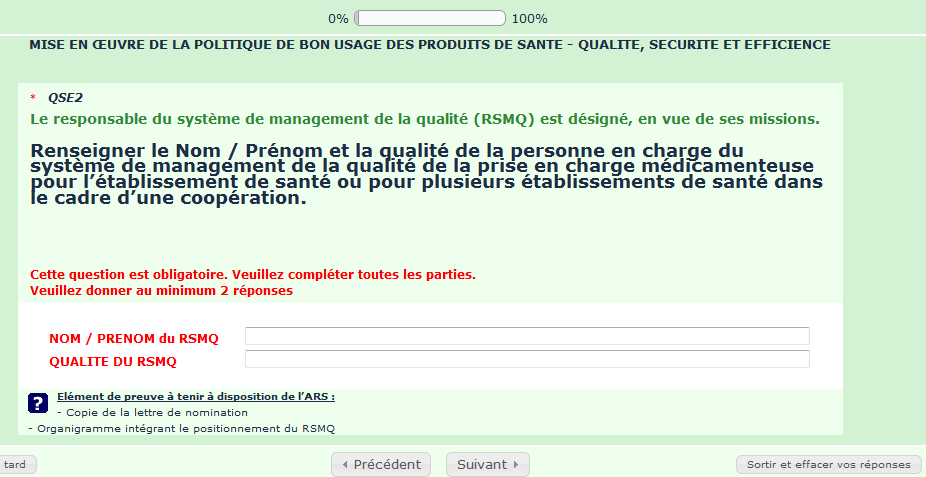 0% 100%
MISE EN ŒUVRE DE LA POLITIQUE DE BON USAGE DES PRODUITS DE SANTE - QUALITE, SECURITE ET EFFICIENCE
* QSE2
Le responsable du système de management de la qualité (RSMQ) est désigné, en vue de ses missions.
Renseigner le Nom / Prénom et la qualité de la personne en charge du
système de management de la qualité de la prise en charge médicamenteuse
pour l'établissement de santé ou pour plusieurs établissements de santé dans
le cadre d'une coopération.
Cette question est obligatoire. Veuillez compléter toutes les parties.
Veuillez donner au minimum 2 réponses
NOM / PRENOM du RSMQ
QUALITE DU RSMQ
? Elément de preuve à tenir à disposition de l'ARS :
- Copie de la lettre de nomination
- Organigramme intégrant le positionnement du RSMQ
tard Précédent Suivant Sortir et effacer vos réponses